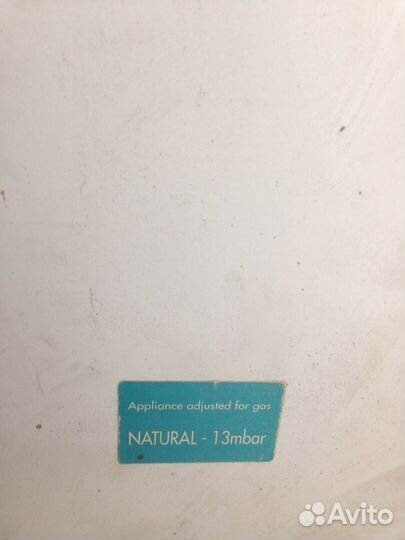 Appliance adjusted for gas
NATURAL - 13mbar
Avito